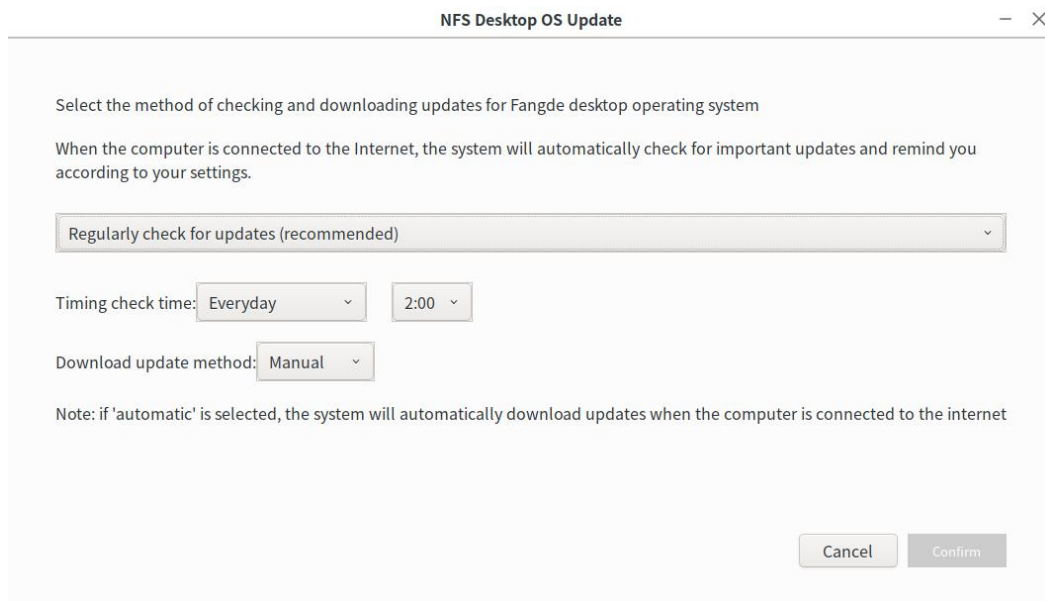 NFS Desktop OS Update
Select the method of checking and downloading updates for Fangde desktop operating system
When the computer is connected to the Internet, the system will automatically check for important updates and remind you
according to your settings.
Regularly check for updates (recommended)
Timing check time: Everyday 2:00
Download update method: Manual
Note: if 'automatic' is selected, the system will automatically download updates when the computer is connected to the internet
Cancel Confirm